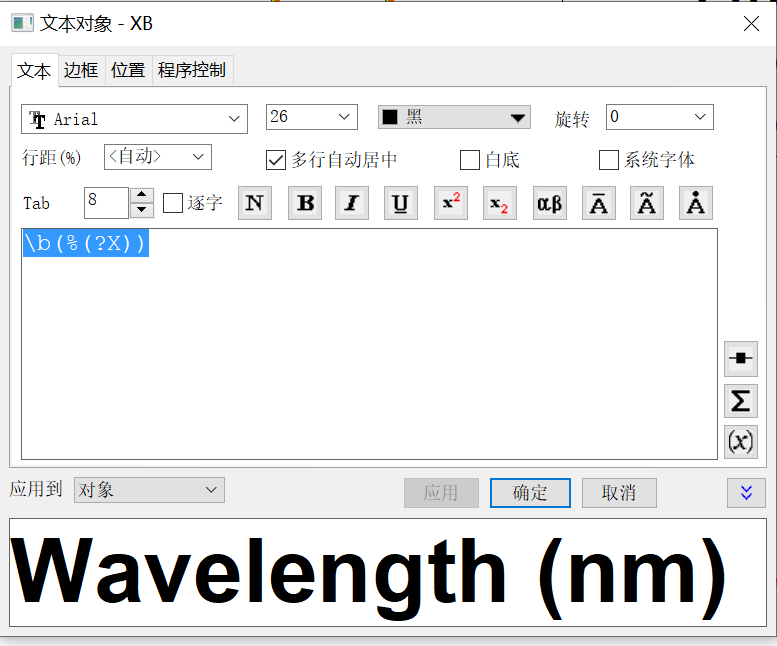 文本对象 - XB
文本 边框 位置 程序控制
Arial 26 黑 旋转 0
行距(%) <自动> 多行自动居中 白底 系统字体
Tab 8 逐字 N B I U x² x₂ αβ Ā Ã Å
\b(%(?X))
Σ
(x)
应用到 对象 应用 确定 取消
Wavelength (nm)